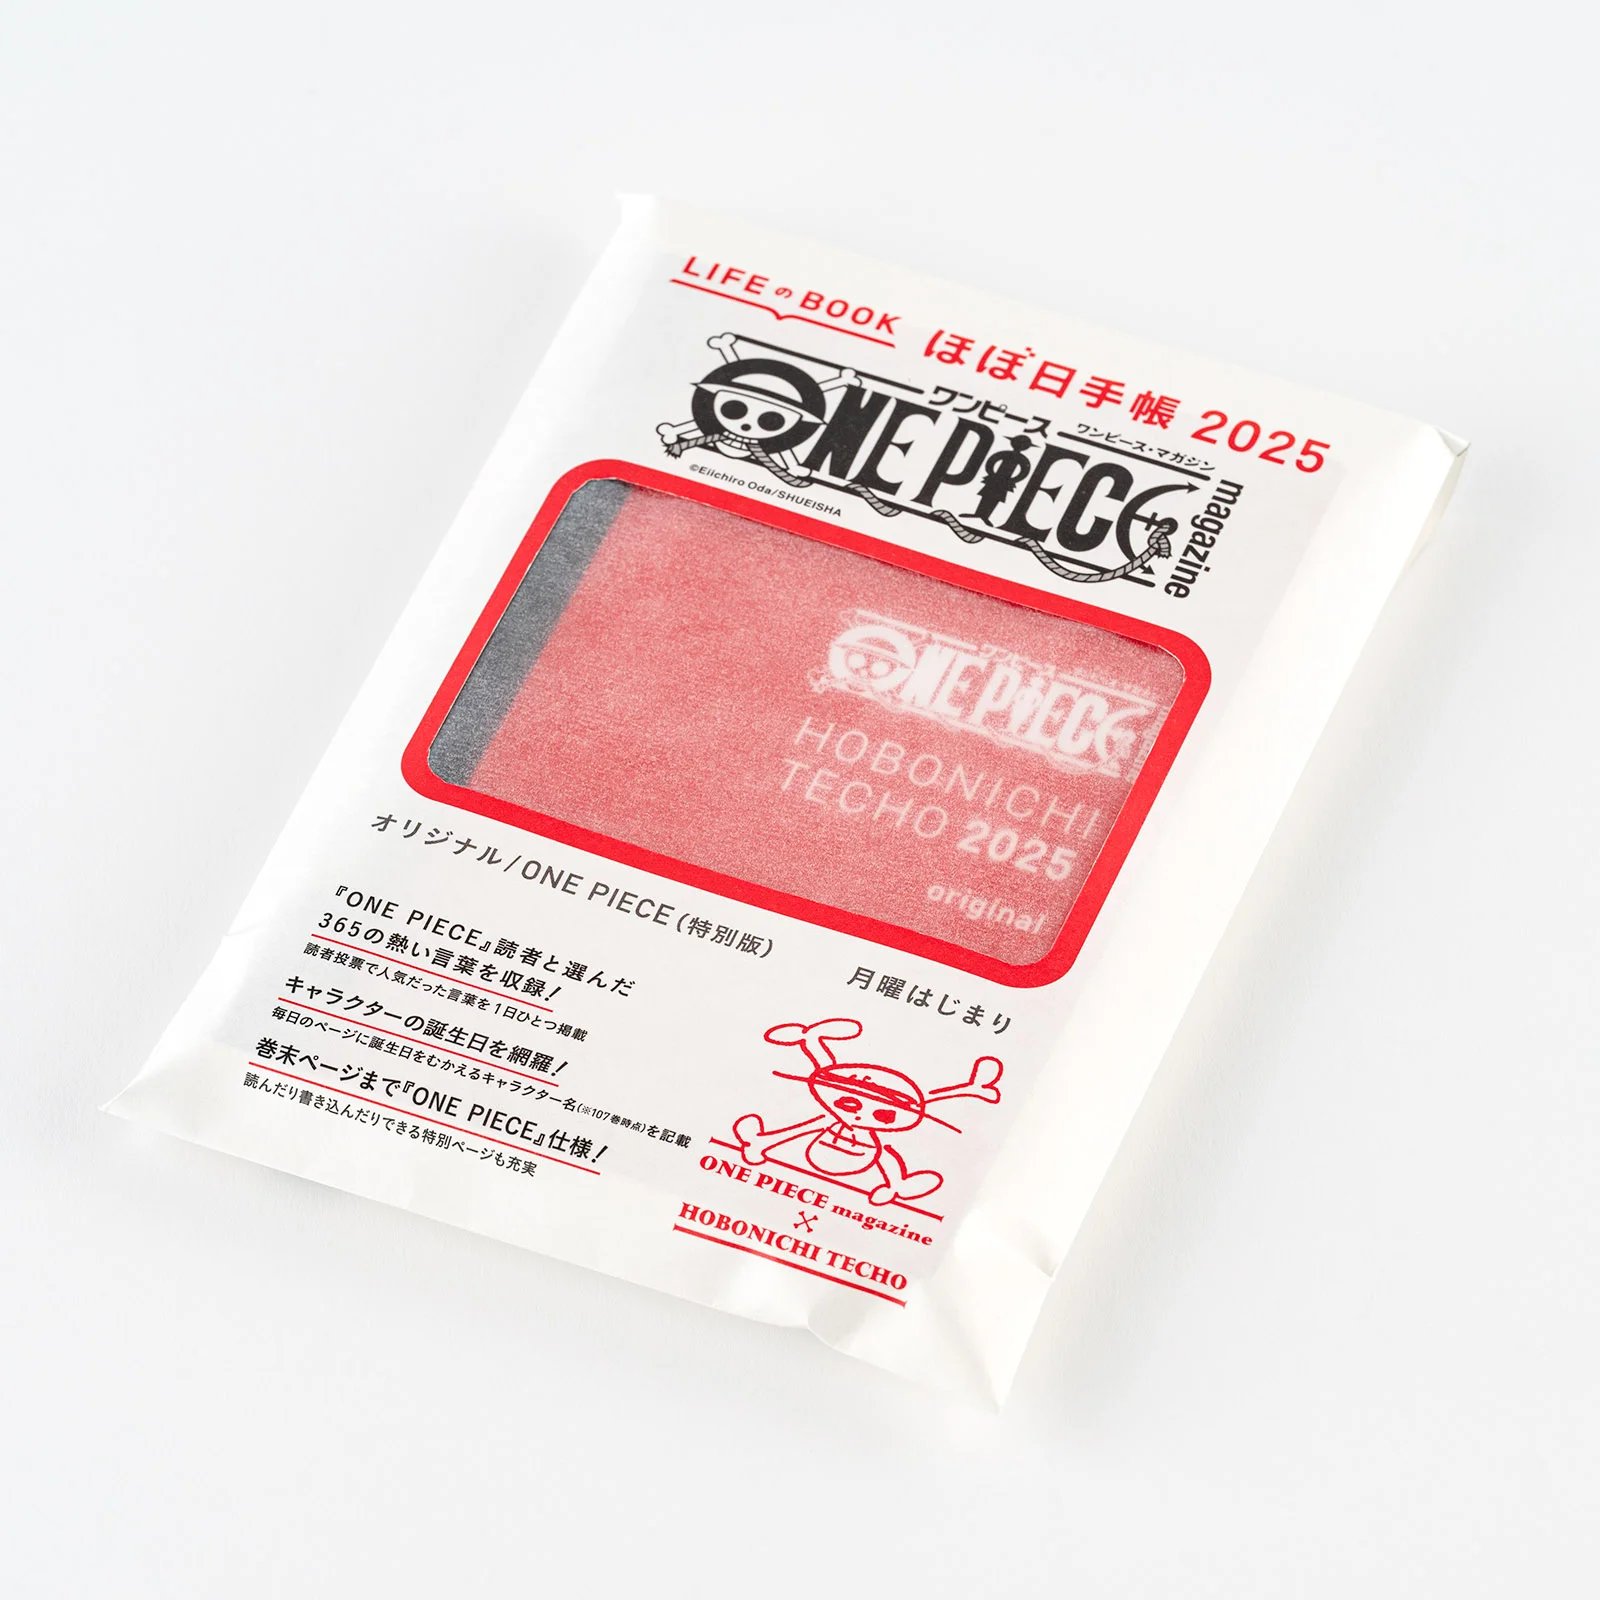 LIFEのBOOK ほぼ日手帳 2025
ワンピース
ONE PIECE
ワンピース・マガジン
magazine
©Eiichiro Oda/SHUEISHA
ワンピース
ONE PIECE
HOBONICHI
TECHO 2025
original
オリジナル/ONE PIECE(特別版)
月曜はじまり
『ONE PIECE』読者と選んだ
365の熱い言葉を収録!
読者投票で人気だった言葉を1日ひとつ掲載
キャラクターの誕生日を網羅!
毎日のページに誕生日をむかえるキャラクター名(※107巻時点)を記載
巻末ページまで『ONE PIECE』仕様!
読んだり書き込んだりできる特別ページも充実
ONE PIECE magazine
×
HOBONICHI TECHO